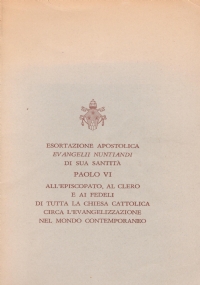 ESORTAZIONE APOSTOLICA
EVANGELII NUNTIANDI
DI SUA SANTITÀ
PAOLO VI
ALL'EPISCOPATO, AL CLERO
E AI FEDELI
DI TUTTA LA CHIESA CATTOLICA
CIRCA L'EVANGELIZZAZIONE
NEL MONDO CONTEMPORANEO